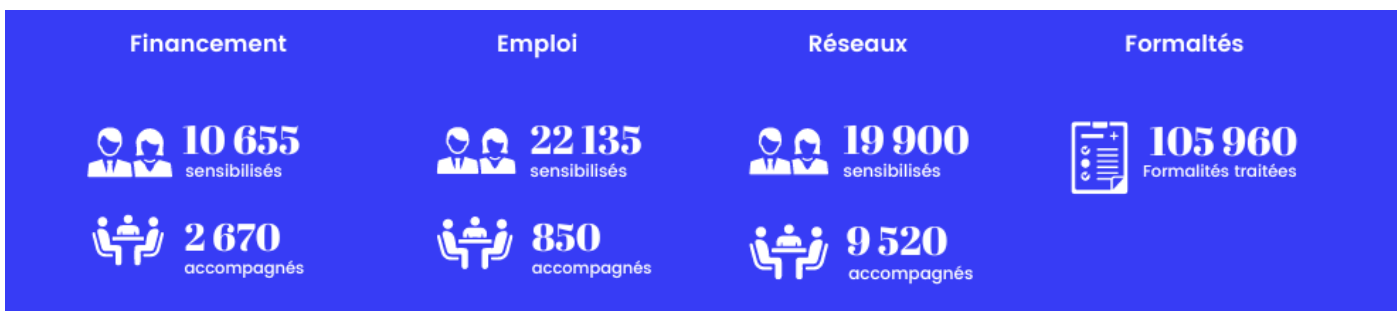 Financement
10 655
sensibilisés
2 670
accompagnés
Emploi
22 135
sensibilisés
850
accompagnés
Réseaux
19 900
sensibilisés
9 520
accompagnés
Formaltés
105 960
Formalités traitées